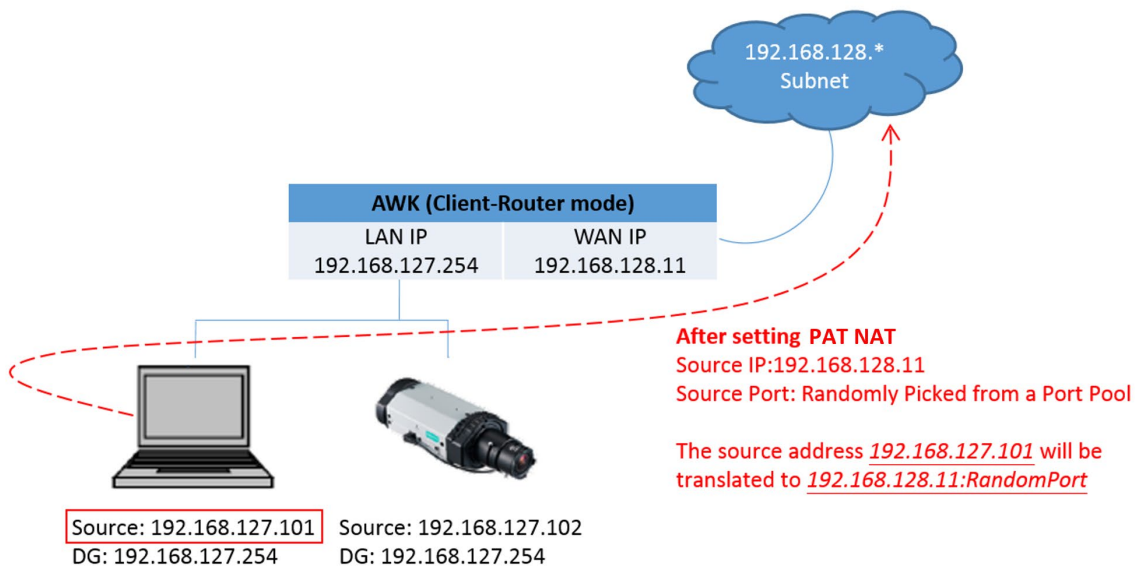 192.168.128.*
Subnet
AWK (Client-Router mode)
LAN IP
192.168.127.254
WAN IP
192.168.128.11
After setting PAT NAT
Source IP:192.168.128.11
Source Port: Randomly Picked from a Port Pool
The source address 192.168.127.101 will be
translated to 192.168.128.11:RandomPort
Source: 192.168.127.101
DG: 192.168.127.254
Source: 192.168.127.102
DG: 192.168.127.254